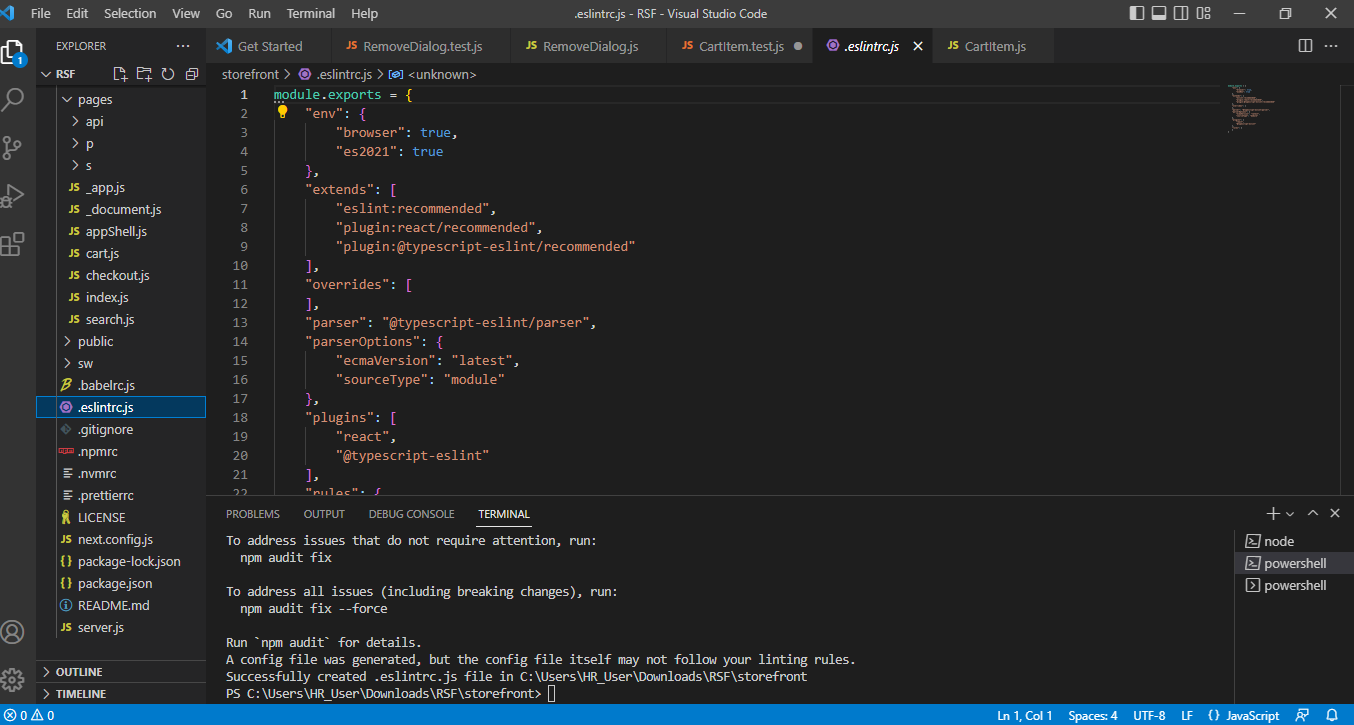 File Edit Selection View Go Run Terminal Help .eslintrc.js - RSF - Visual Studio Code
EXPLORER
Get Started
JS RemoveDialog.test.js
JS RemoveDialog.js
JS CartItem.test.js
.eslintrc.js
JS CartItem.js
1
RSF
storefront > .eslintrc.js > <unknown>
pages
api
p
s
JS _app.js
JS _document.js
JS appShell.js
JS cart.js
JS checkout.js
JS index.js
JS search.js
public
sw
.babelrc.js
.eslintrc.js
.gitignore
npm .npmrc
.nvmrc
.prettierrc
LICENSE
JS next.config.js
{} package-lock.json
{} package.json
README.md
JS server.js
OUTLINE
TIMELINE
1 module.exports = {
2 "env": {
3 "browser": true,
4 "es2021": true
5 },
6 "extends": [
7 "eslint:recommended",
8 "plugin:react/recommended",
9 "plugin:@typescript-eslint/recommended"
10 ],
11 "overrides": [
12 ],
13 "parser": "@typescript-eslint/parser",
14 "parserOptions": {
15 "ecmaVersion": "latest",
16 "sourceType": "module"
17 },
18 "plugins": [
19 "react",
20 "@typescript-eslint"
21 ],
22 "rules": {
PROBLEMS OUTPUT DEBUG CONSOLE TERMINAL
To address issues that do not require attention, run:
npm audit fix
To address all issues (including breaking changes), run:
npm audit fix --force
Run `npm audit` for details.
A config file was generated, but the config file itself may not follow your linting rules.
Successfully created .eslintrc.js file in C:\Users\HR_User\Downloads\RSF\storefront
PS C:\Users\HR_User\Downloads\RSF\storefront>
node
powershell
powershell
0 0 Ln 1, Col 1 Spaces: 4 UTF-8 LF {} JavaScript